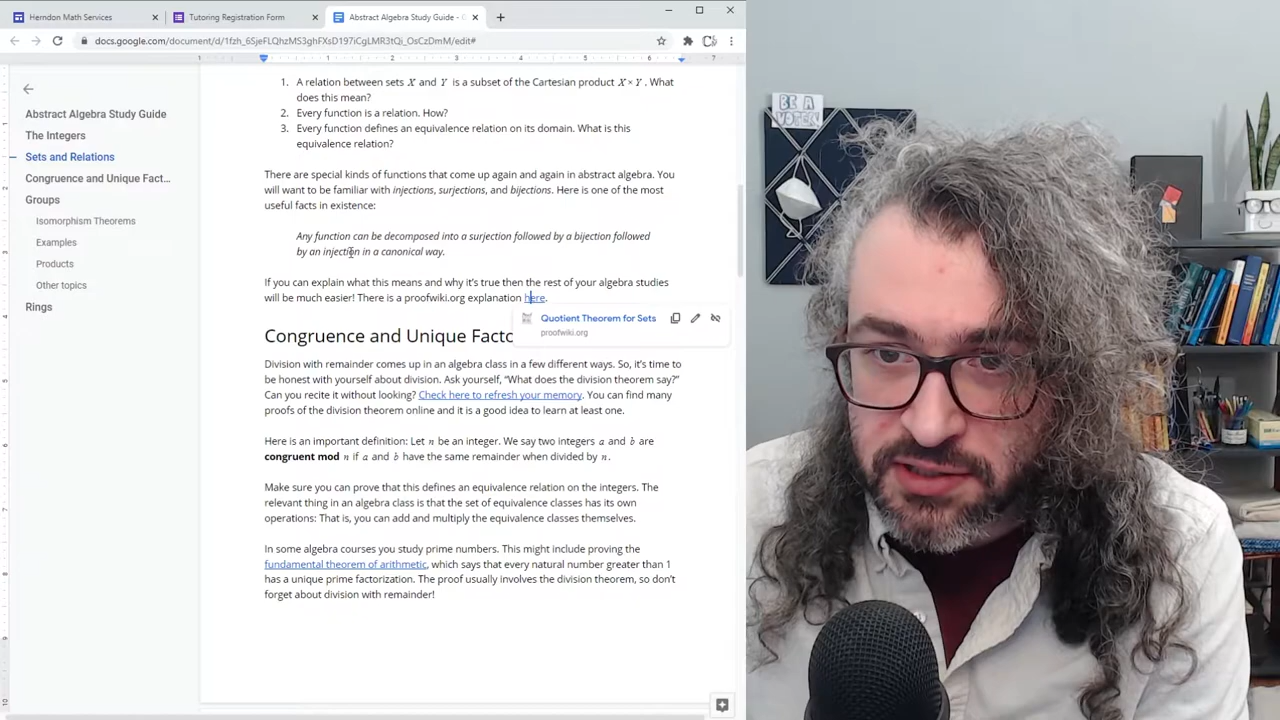 Herndon Math Services
Tutoring Registration Form
Abstract Algebra Study Guide -
docs.google.com/document/d/1fzh_6SjeFLQhzMS3ghFXsD197iCgLMR3tQi_OsCzDmM/edit#
1 1 2 3 4 5 6 7
Abstract Algebra Study Guide
The Integers
Sets and Relations
Congruence and Unique Fact...
Groups
Isomorphism Theorems
Examples
Products
Other topics
Rings
1. A relation between sets X and Y is a subset of the Cartesian product X × Y. What
does this mean?
2. Every function is a relation. How?
3. Every function defines an equivalence relation on its domain. What is this
equivalence relation?
There are special kinds of functions that come up again and again in abstract algebra. You
will want to be familiar with injections, surjections, and bijections. Here is one of the most
useful facts in existence:
Any function can be decomposed into a surjection followed by a bijection followed
by an injection in a canonical way.
If you can explain what this means and why it's true then the rest of your algebra studies
will be much easier! There is a proofwiki.org explanation here.
Quotient Theorem for Sets
proofwiki.org
Congruence and Unique Facto
Division with remainder comes up in an algebra class in a few different ways. So, it's time to
be honest with yourself about division. Ask yourself, "What does the division theorem say?"
Can you recite it without looking? Check here to refresh your memory. You can find many
proofs of the division theorem online and it is a good idea to learn at least one.
Here is an important definition: Let n be an integer. We say two integers a and b are
congruent mod n if a and b have the same remainder when divided by n.
Make sure you can prove that this defines an equivalence relation on the integers. The
relevant thing in an algebra class is that the set of equivalence classes has its own
operations: That is, you can add and multiply the equivalence classes themselves.
In some algebra courses you study prime numbers. This might include proving the
fundamental theorem of arithmetic, which says that every natural number greater than 1
has a unique prime factorization. The proof usually involves the division theorem, so don't
forget about division with remainder!
BE A
VOTER